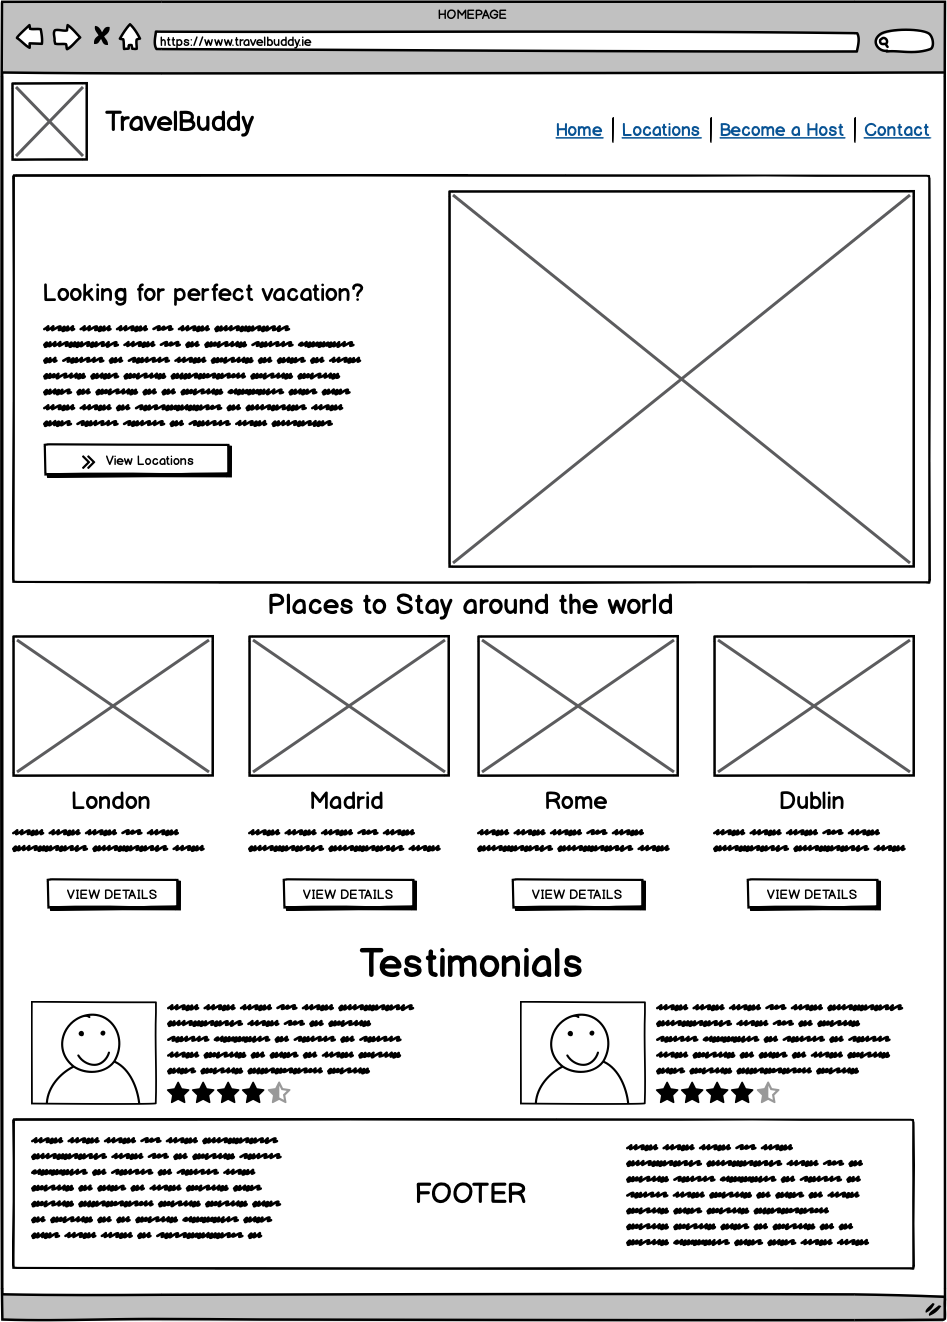 HOMEPAGE
https://www.travelbuddy.ie
TravelBuddy
Home | Locations | Become a Host | Contact
Looking for perfect vacation?
View Locations
Places to Stay around the world
London Madrid Rome Dublin
VIEW DETAILS VIEW DETAILS VIEW DETAILS VIEW DETAILS
Testimonials
FOOTER